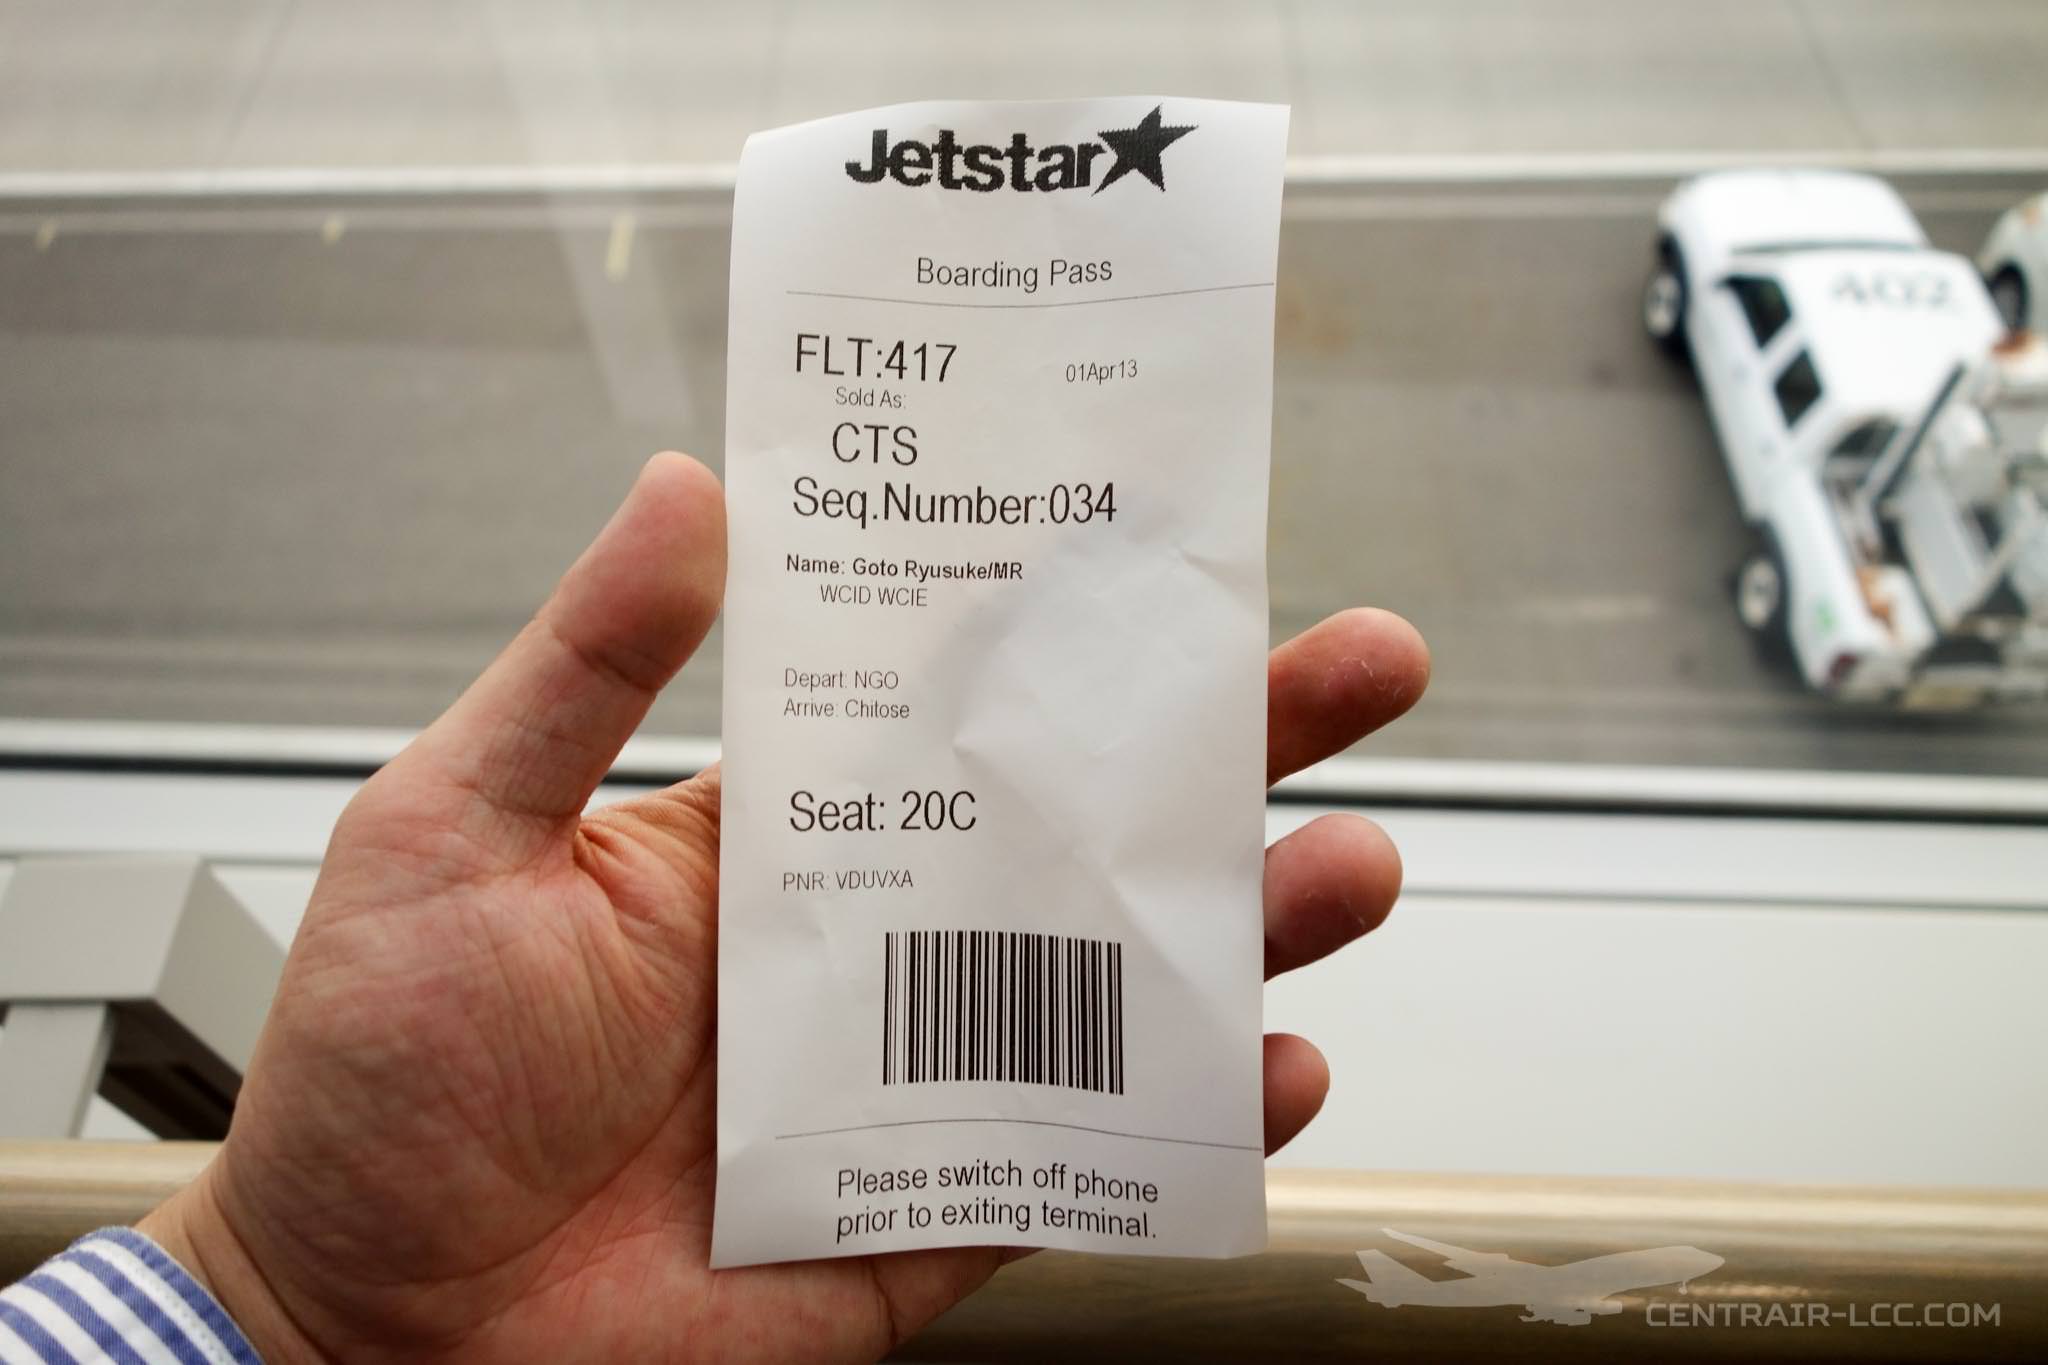 Jetstar
Boarding Pass
FLT:417 01Apr13
Sold As:
CTS
Seq.Number:034
Name: Goto Ryusuke/MR
WCID WCIE
Depart: NGO
Arrive: Chitose
Seat: 20C
PNR: VDUVXA
Please switch off phone
prior to exiting terminal.
CENTRAIR-LCC.COM